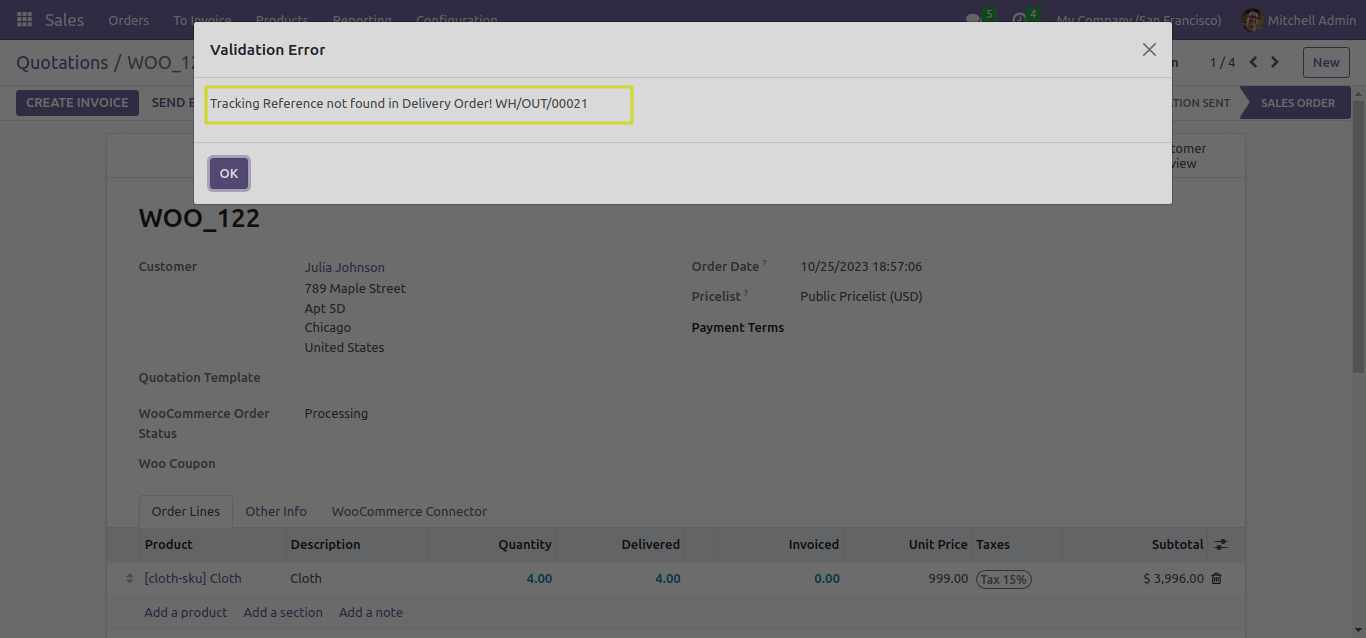 Sales Orders To Invoice Products Reporting Configuration 5 4 My Company (San Francisco) Mitchell Admin
Validation Error
Quotations / WOO_12
1 / 4 New
Tracking Reference not found in Delivery Order! WH/OUT/00021
CREATE INVOICE SEND
SENT SALES ORDER
OK
WOO_122
Customer Julia Johnson
789 Maple Street
Apt 5D
Chicago
United States
Order Date ? 10/25/2023 18:57:06
Pricelist ? Public Pricelist (USD)
Payment Terms
Quotation Template
WooCommerce Order
Status
Processing
Woo Coupon
Order Lines Other Info WooCommerce Connector
Product Description Quantity Delivered Invoiced Unit Price Taxes Subtotal
[cloth-sku] Cloth Cloth 4.00 4.00 0.00 999.00 Tax 15% $ 3,996.00
Add a product Add a section Add a note